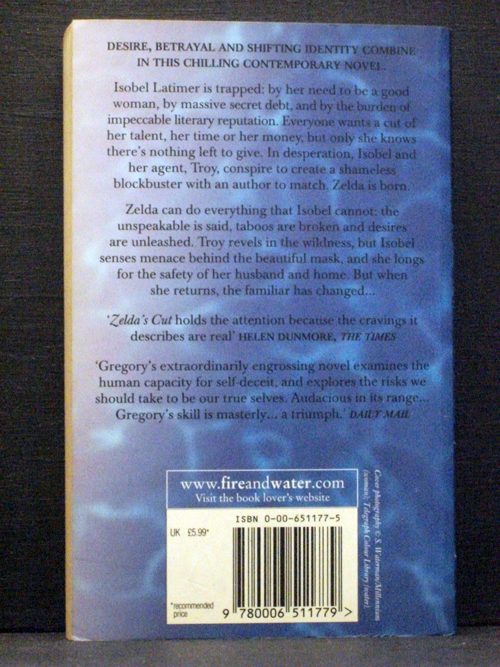 DESIRE, BETRAYAL AND SHIFTING IDENTITY COMBINE
IN THIS CHILLING CONTEMPORARY NOVEL.
Isobel Latimer is trapped: by her need to be a good
woman, by massive secret debt, and by the burden of
impeccable literary reputation. Everyone wants a cut of
her talent, her time or her money, but only she knows
there's nothing left to give. In desperation, Isobel and
her agent, Troy, conspire to create a shameless
blockbuster with an author to match. Zelda is born.
Zelda can do everything that Isobel cannot: the
unspeakable is said, taboos are broken and desires
are unleashed. Troy revels in the wildness, but Isobel
senses menace behind the beautiful mask, and she longs
for the safety of her husband and home. But when
she returns, the familiar has changed...
'Zelda's Cut holds the attention because the cravings it
describes are real' HELEN DUNMORE, THE TIMES
'Gregory's extraordinarily engrossing novel examines the
human capacity for self-deceit, and explores the risks we
should take to be our true selves. Audacious in its range...
Gregory's skill is masterly... a triumph.' DAILY MAIL
www.fireandwater.com
Visit the book lover's website
ISBN 0-00-651177-5
UK £5.99*
*recommended
price
9 780006 511779 >
Cover photography © S. Waterman/Millennium
(woman); Telegraph Colour Library (water).